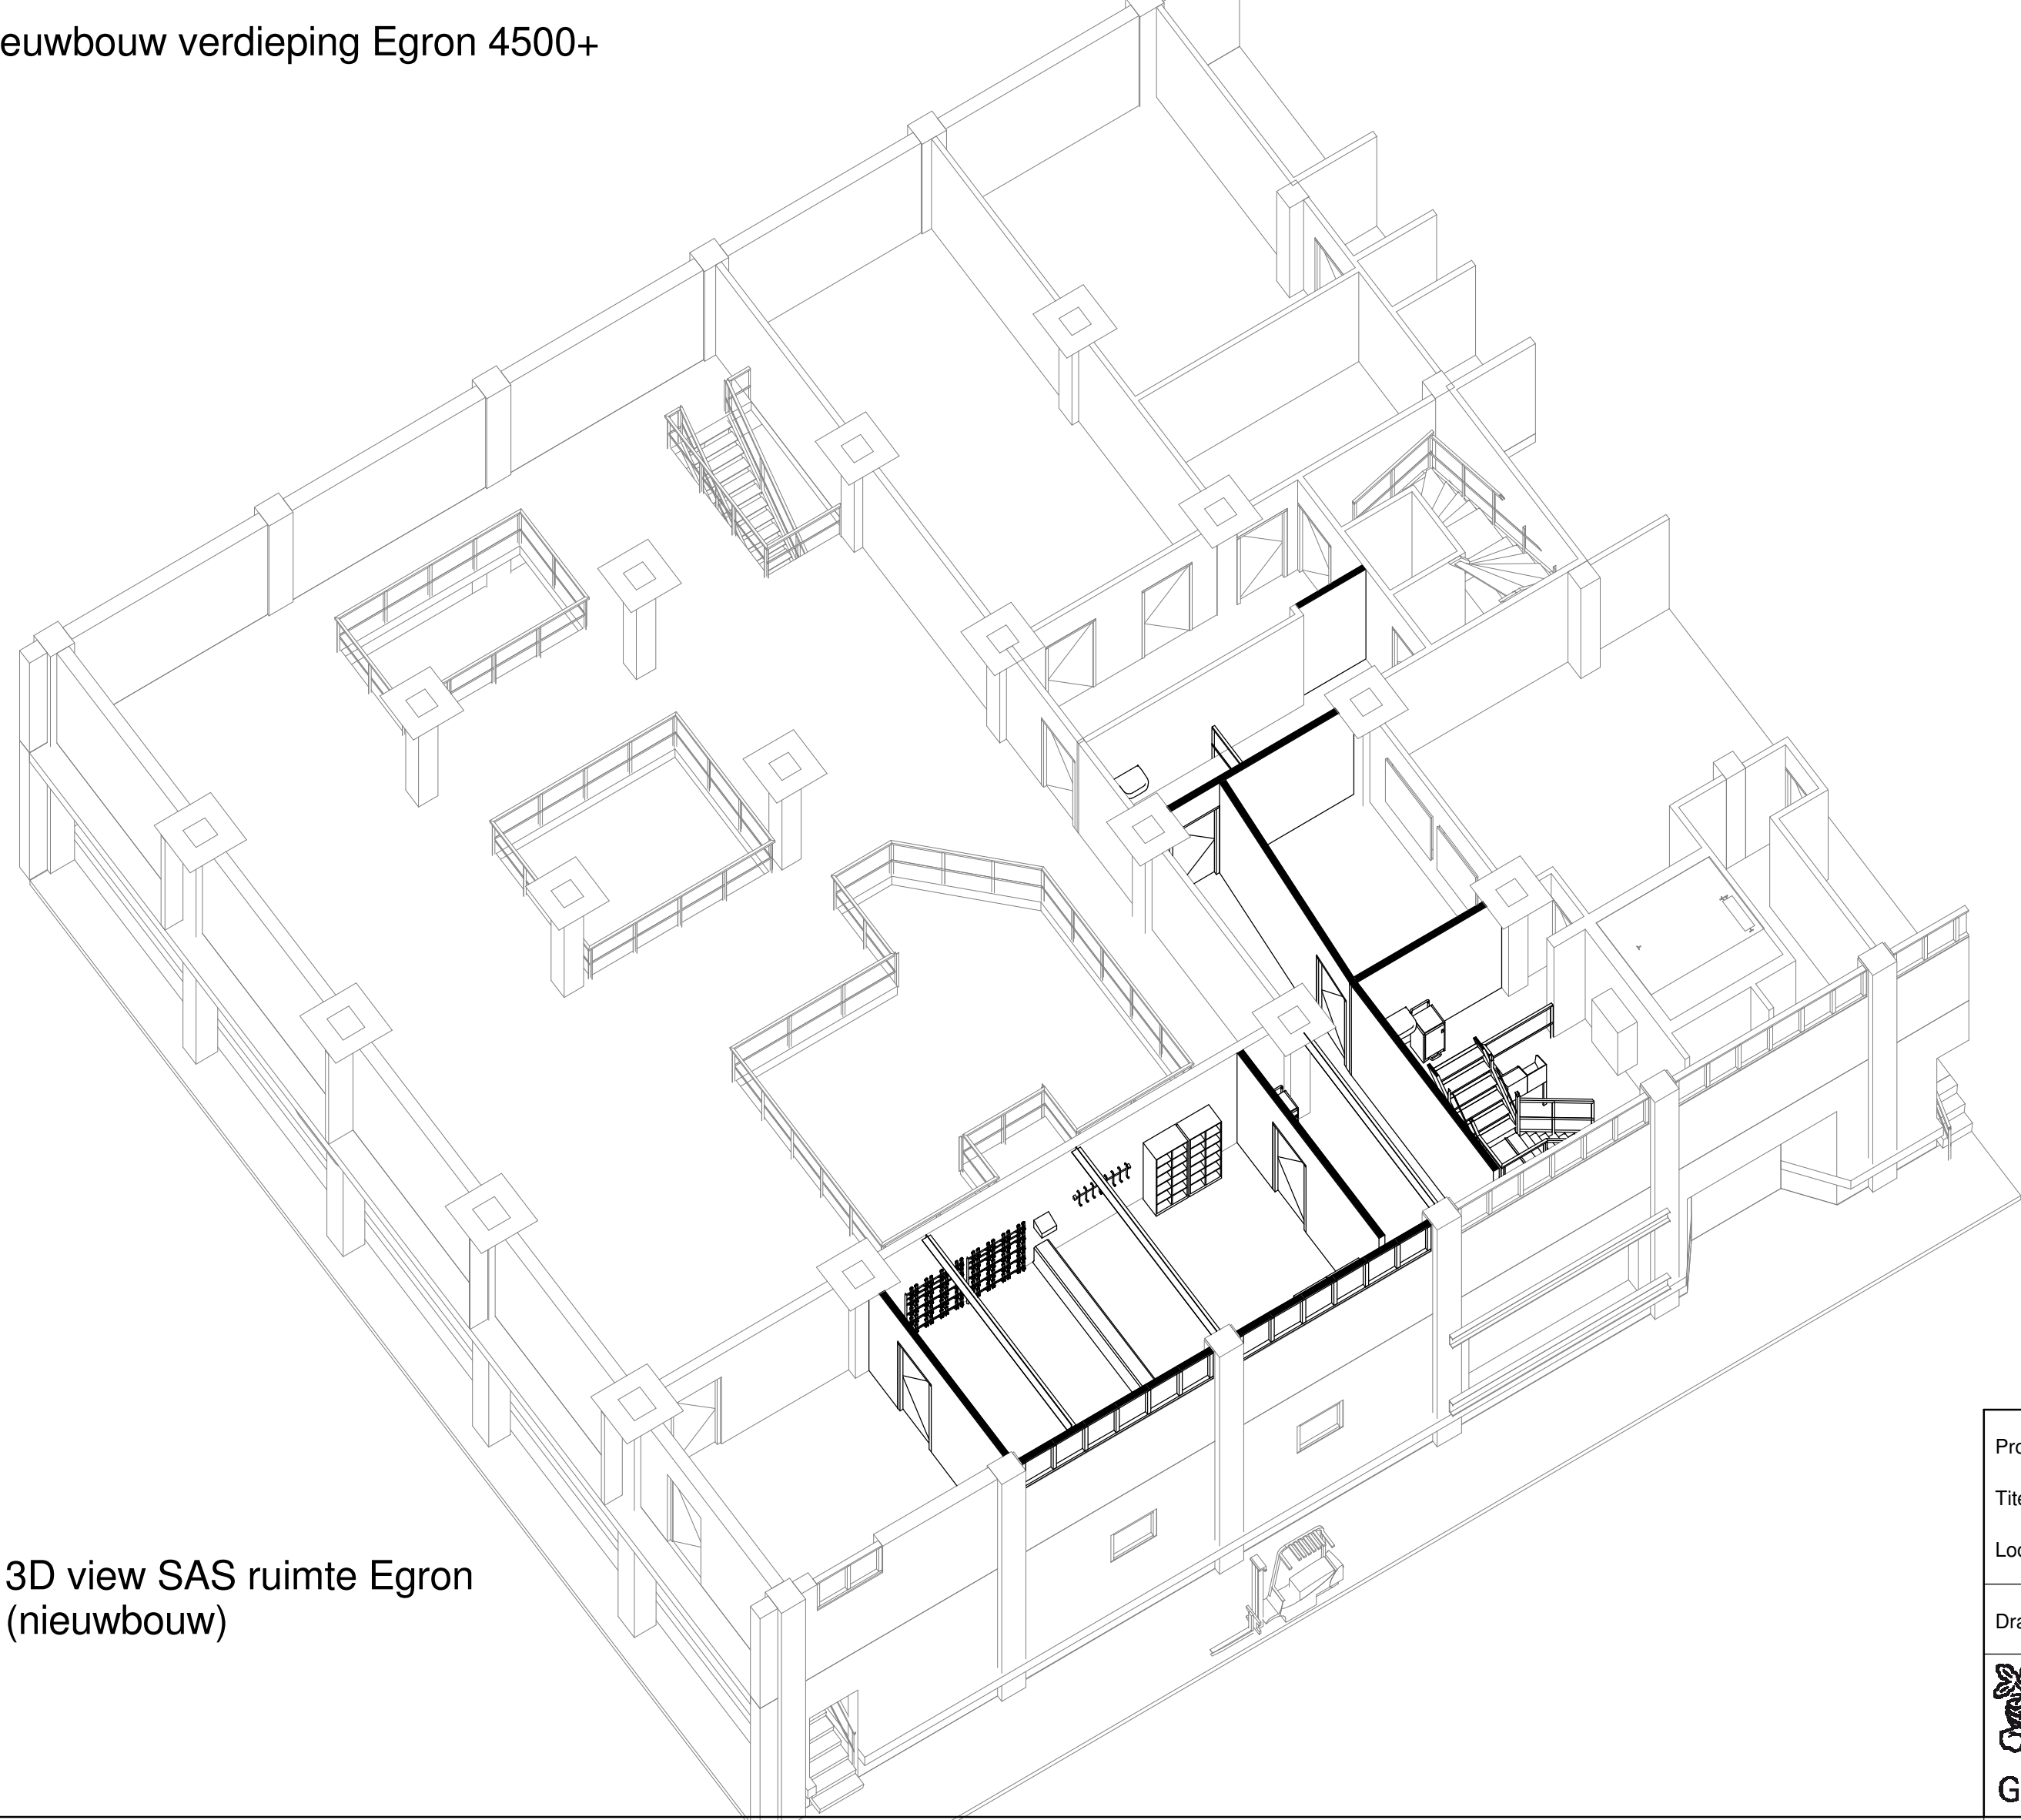 euwbouw verdieping Egron 4500+
3D view SAS ruimte Egron
(nieuwbouw)
Pro
Tite
Loc
Dra
G